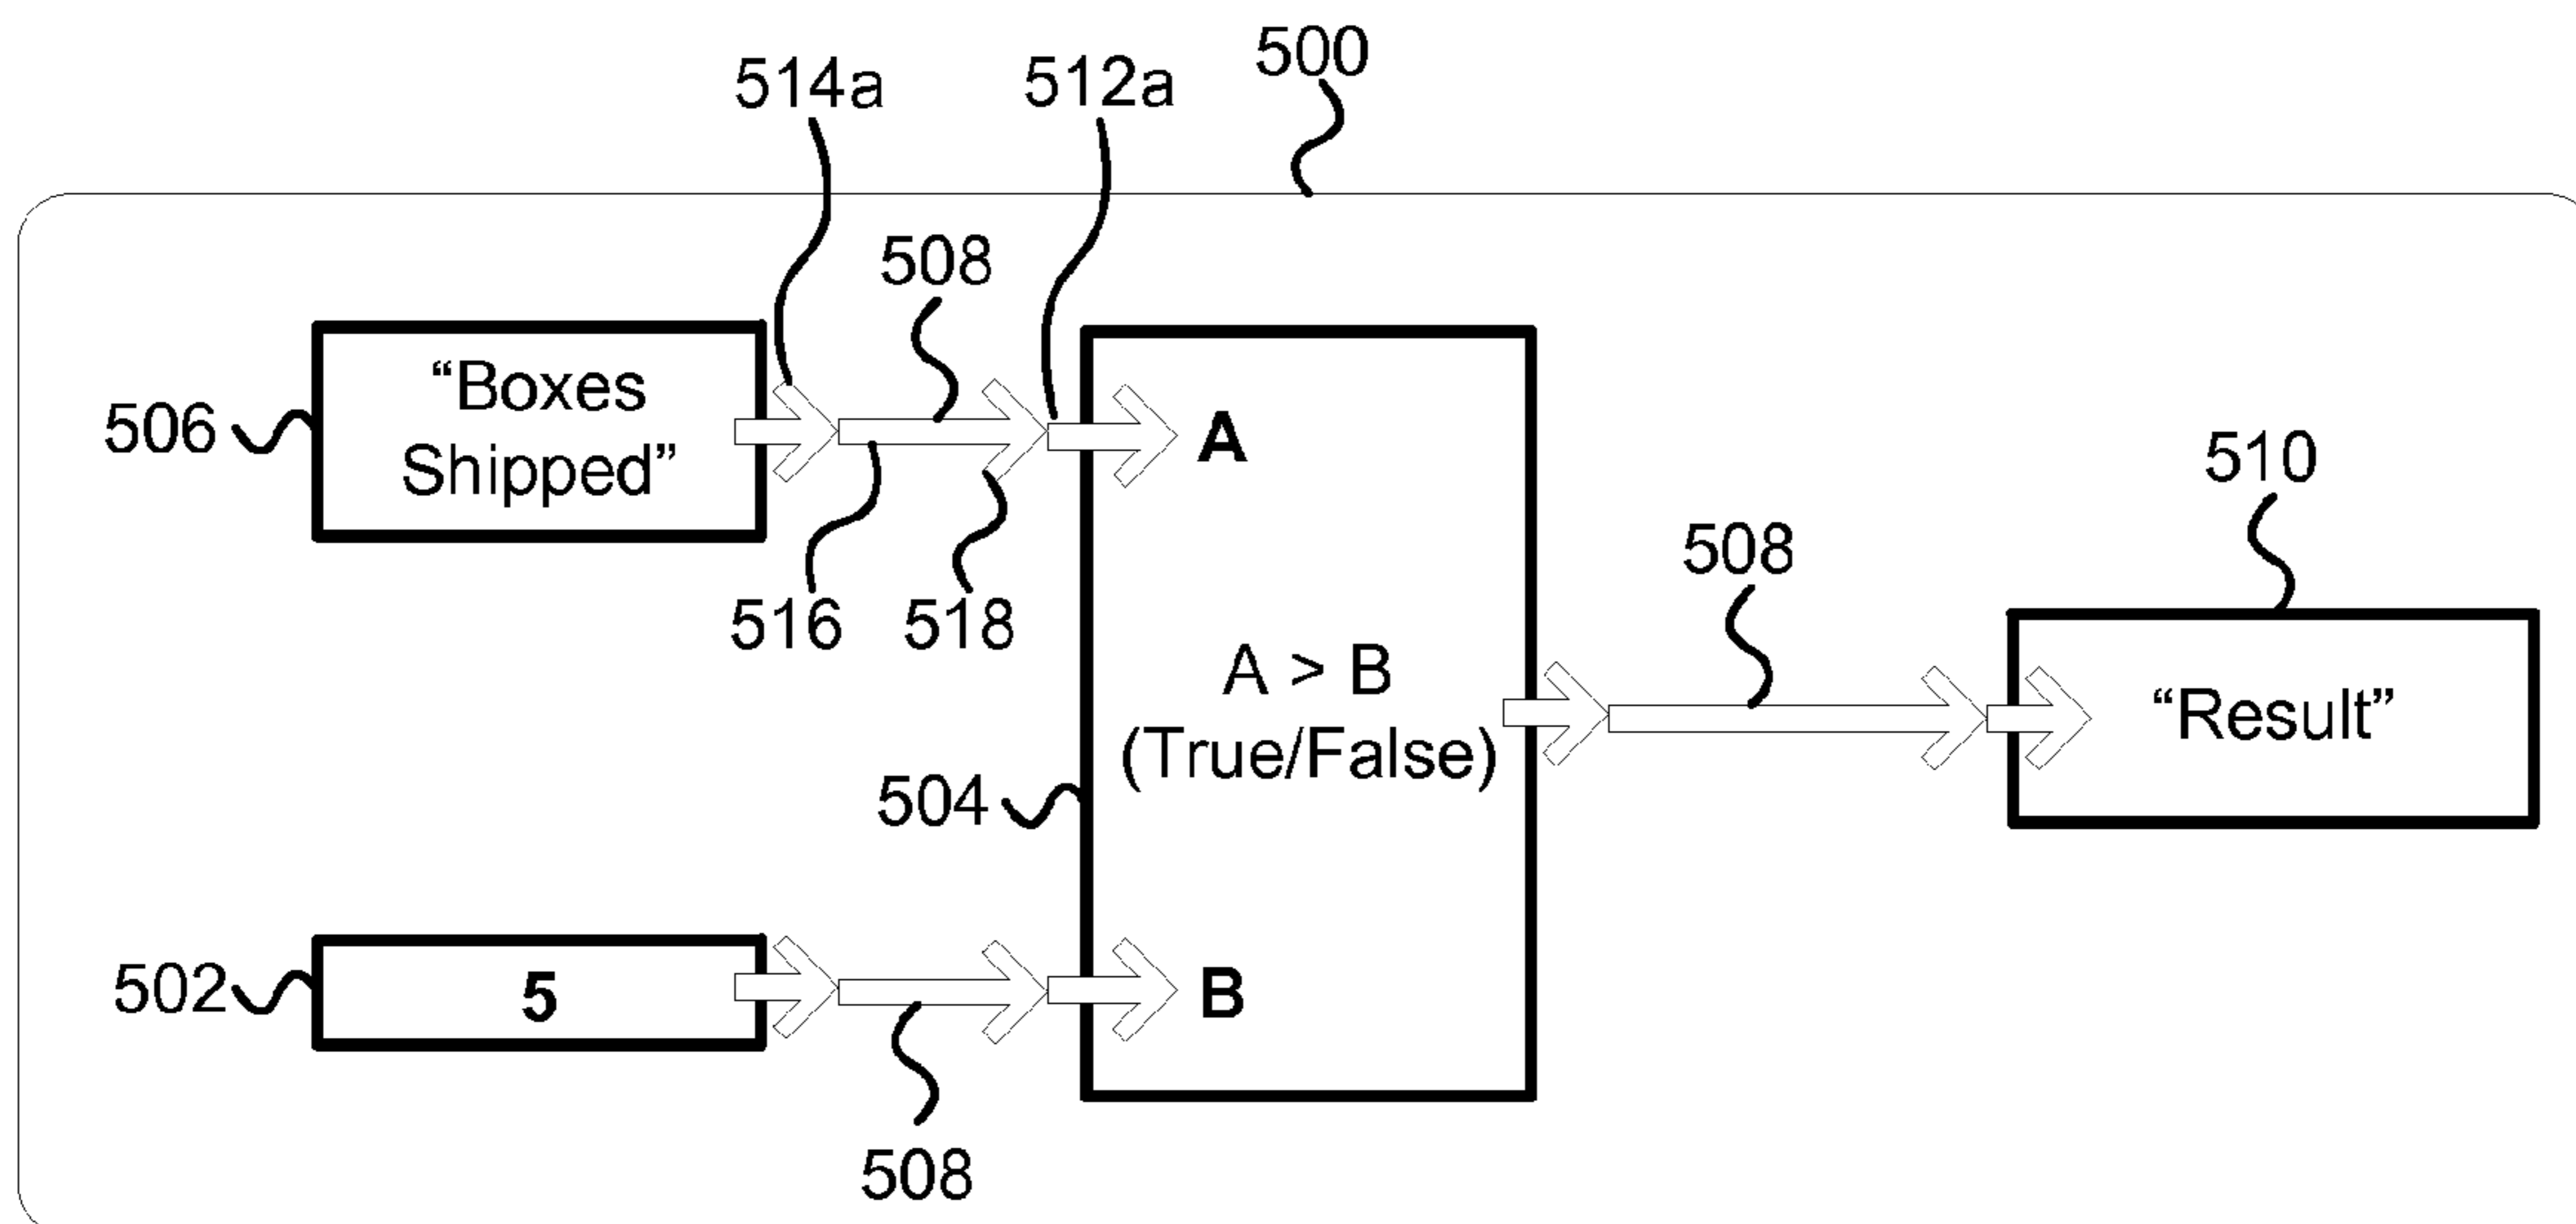 500
514a
512a
508
“Boxes
Shipped”
506
A
516
518
510
508
A > B
(True/False)
“Result”
504
502
5
B
508